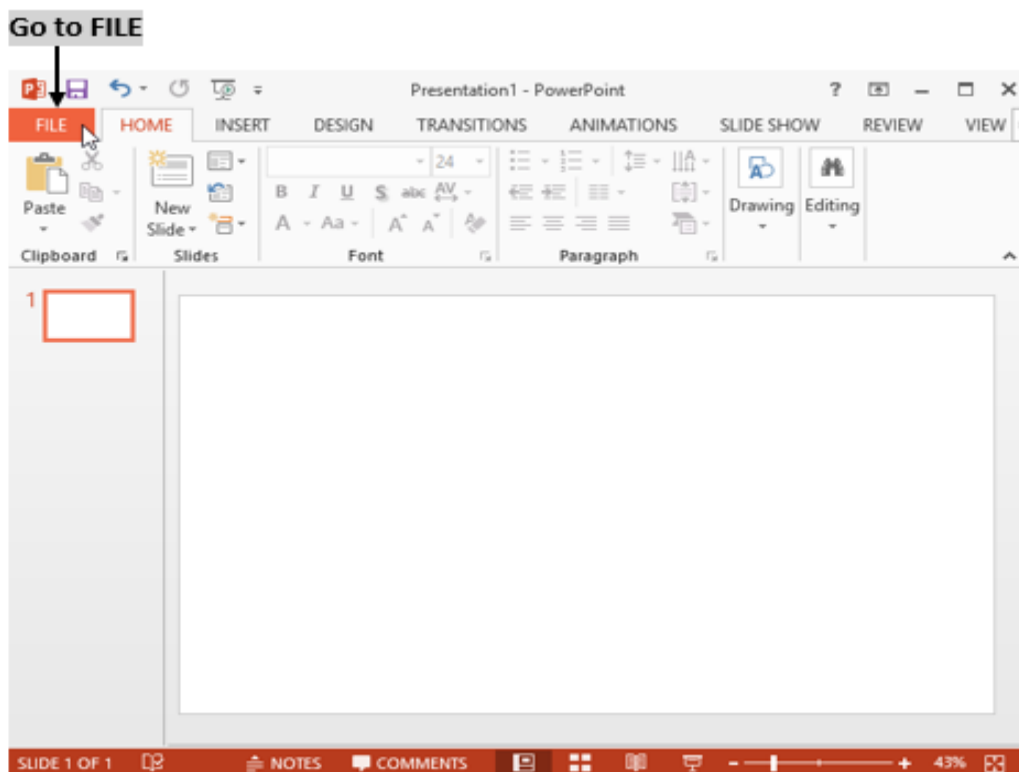 Go to FILE
Presentation1 - PowerPoint
FILE HOME INSERT DESIGN TRANSITIONS ANIMATIONS SLIDE SHOW REVIEW VIEW
24
B I U S abc AV
Paste New Slide Drawing Editing
A Aa A A
Clipboard Slides Font Paragraph
1
SLIDE 1 OF 1 NOTES COMMENTS 43%